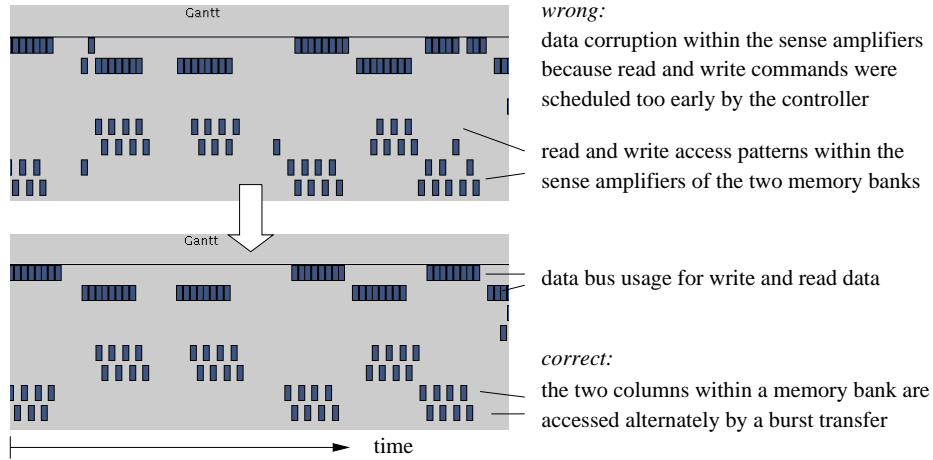 Gantt
wrong:
data corruption within the sense amplifiers
because read and write commands were
scheduled too early by the controller
read and write access patterns within the
sense amplifiers of the two memory banks
Gantt
data bus usage for write and read data
correct:
the two columns within a memory bank are
accessed alternately by a burst transfer
time